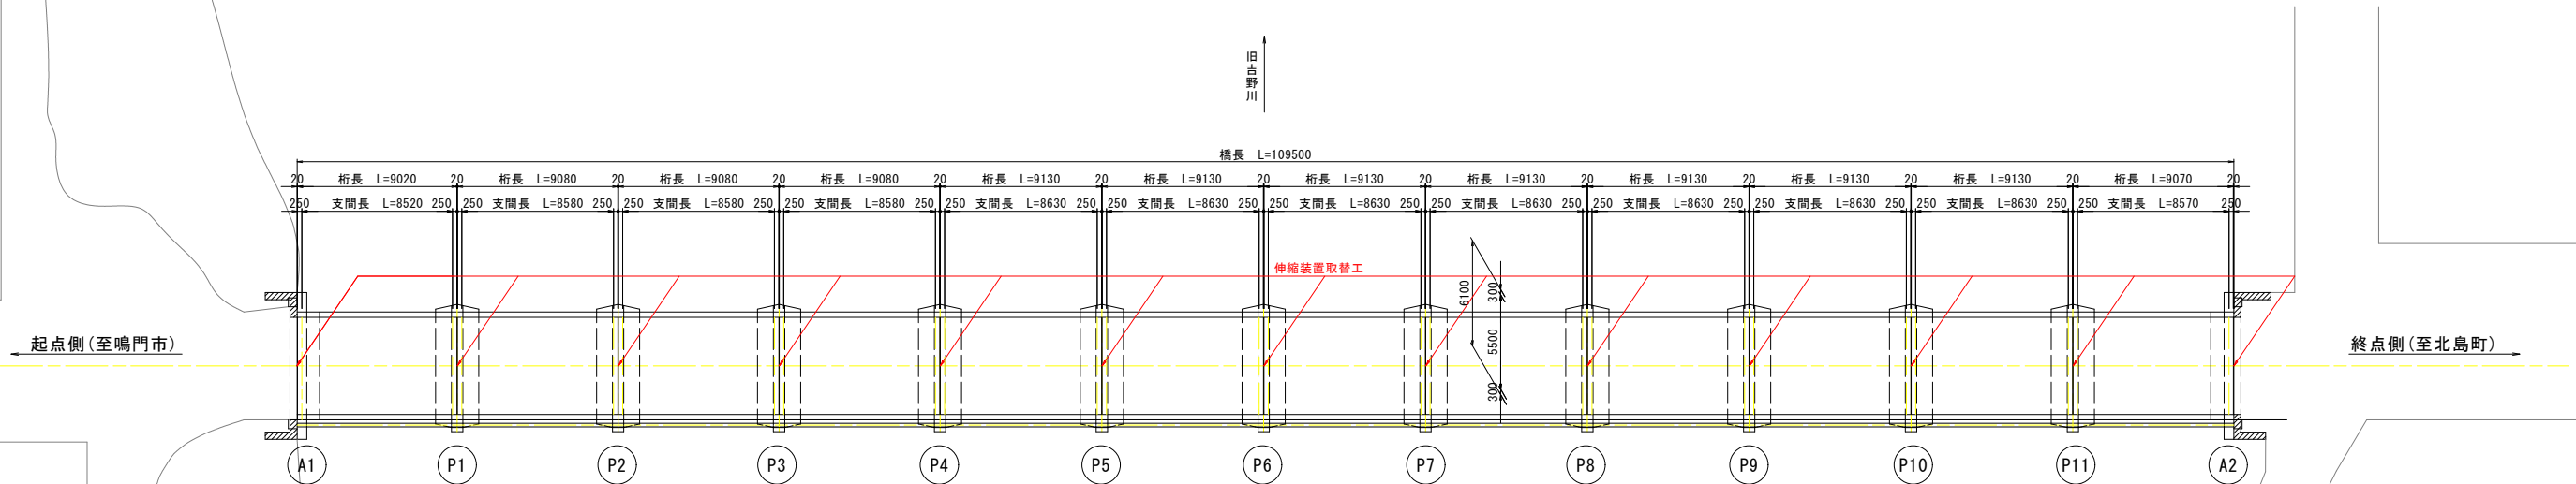 旧吉野川
橋長 L=109500
20 桁長 L=9020 20 桁長 L=9080 20 桁長 L=9080 20 桁長 L=9080 20 桁長 L=9130 20 桁長 L=9130 20 桁長 L=9130 20 桁長 L=9130 20 桁長 L=9130 20 桁長 L=9130 20 桁長 L=9130 20 桁長 L=9070 20
250 支間長 L=8520 250 250 支間長 L=8580 250 250 支間長 L=8580 250 250 支間長 L=8580 250 250 支間長 L=8630 250 250 支間長 L=8630 250 250 支間長 L=8630 250 250 支間長 L=8630 250 250 支間長 L=8630 250 250 支間長 L=8630 250 250 支間長 L=8630 250 250 支間長 L=8570 250
伸縮装置取替工
6100
300
5500
300
起点側(至鳴門市)
終点側(至北島町)
A1 P1 P2 P3 P4 P5 P6 P7 P8 P9 P10 P11 A2